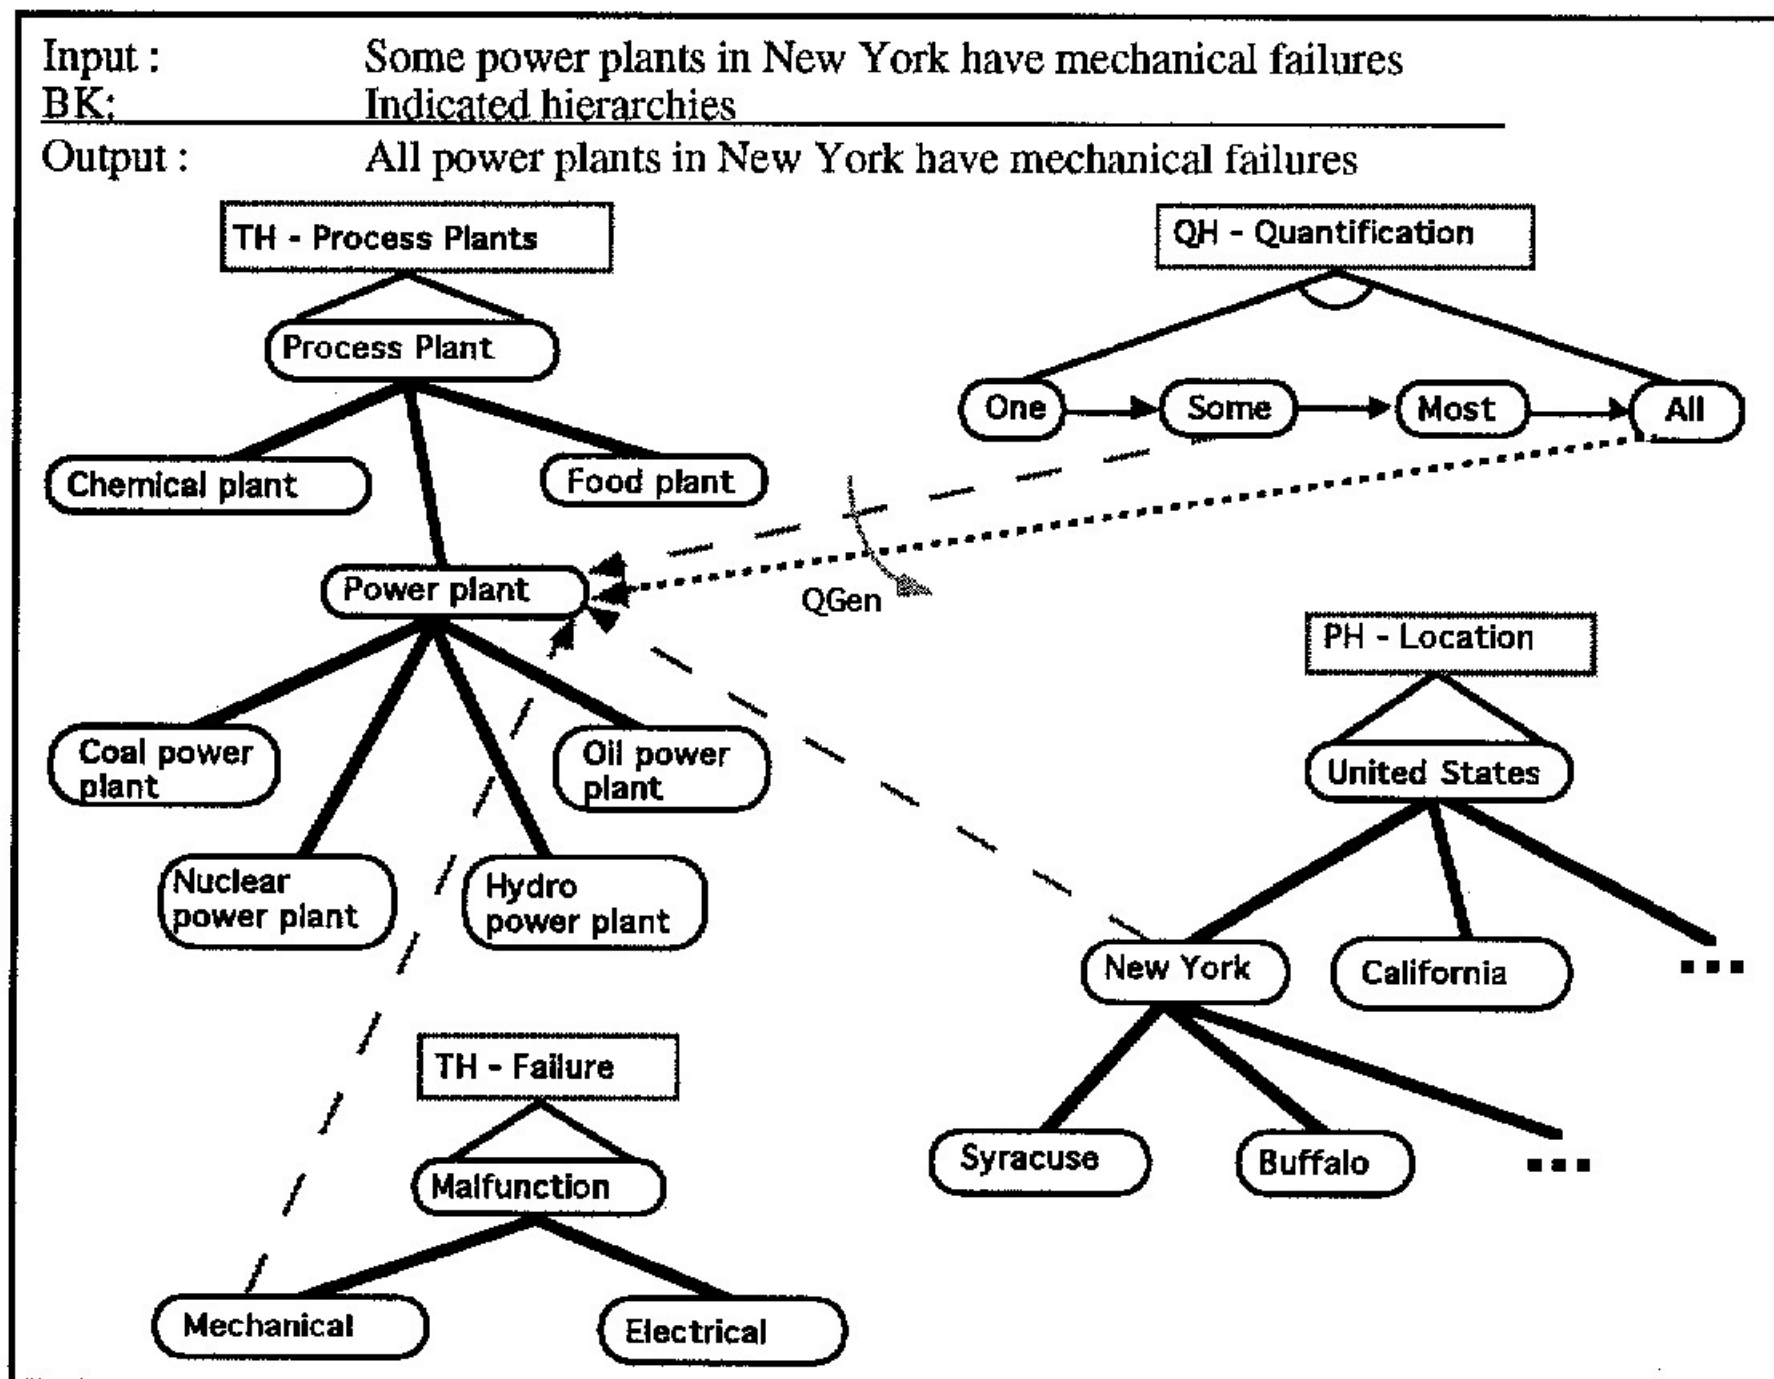 Input :   Some power plants in New York have mechanical failures
BK:   Indicated hierarchies
Output :   All power plants in New York have mechanical failures
TH - Process Plants
QH - Quantification
Process Plant
One
Some
Most
All
Chemical plant
Food plant
Power plant
QGen
PH - Location
Coal power
plant
Oil power
plant
United States
Nuclear
power plant
Hydro
power plant
New York
California
...
TH - Failure
Syracuse
Buffalo
...
Malfunction
Mechanical
Electrical